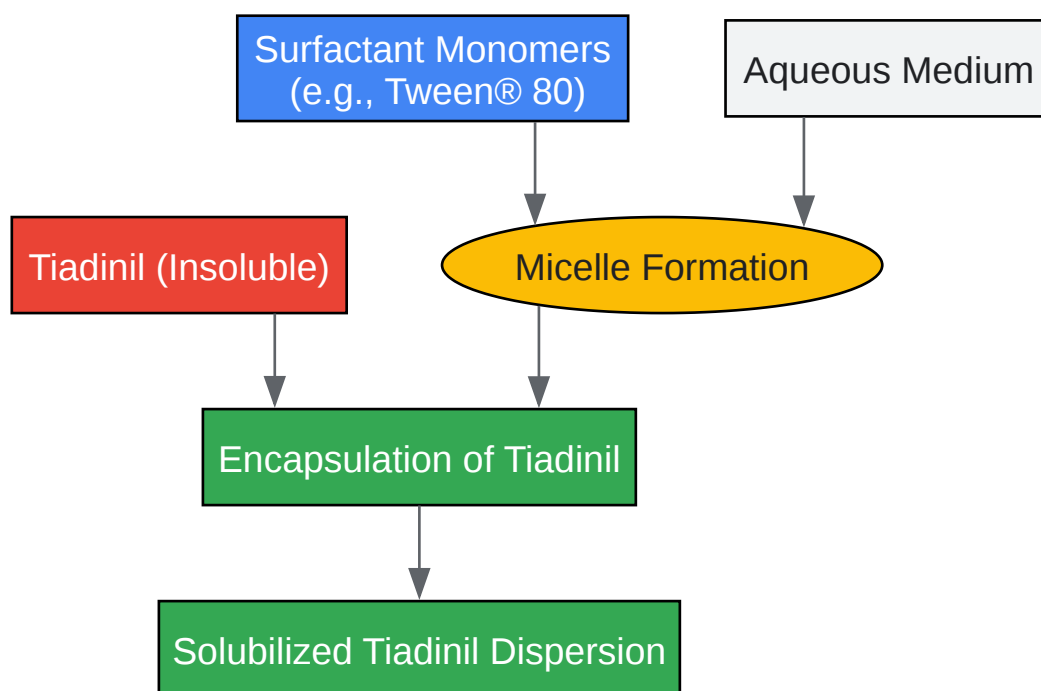 Surfactant Monomers
(e.g., Tween® 80)
Aqueous Medium
Tiadinil (Insoluble)
Micelle Formation
Encapsulation of Tiadinil
Solubilized Tiadinil Dispersion